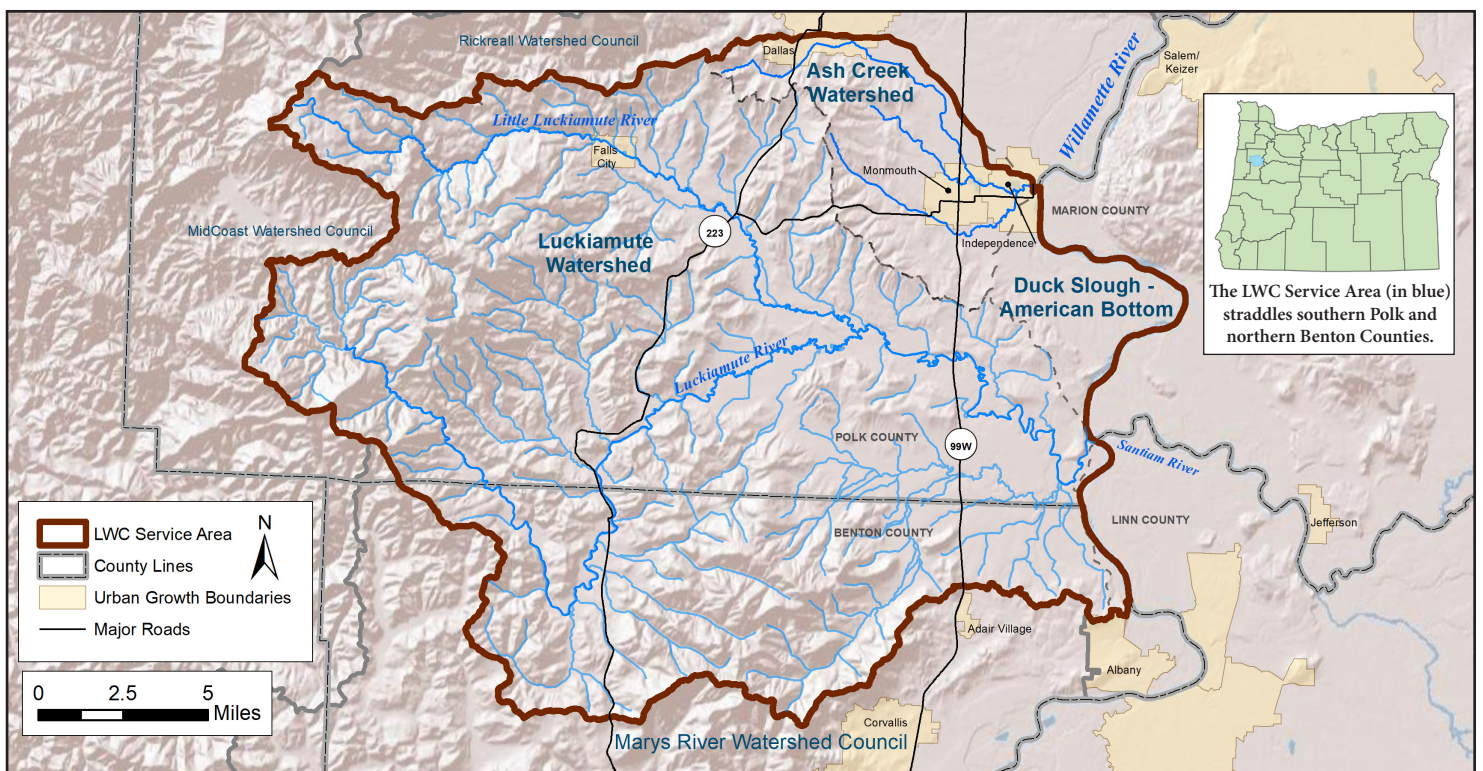 Rickreall Watershed Council
Dallas
Ash Creek
Watershed
Willamette River
Salem/
Keizer
Little Luckiamute River
Falls
City
Monmouth
MARION COUNTY
MidCoast Watershed Council
Luckiamute
Watershed
223
Independence
Duck Slough -
American Bottom
The LWC Service Area (in blue)
straddles southern Polk and
northern Benton Counties.
Luckiamute River
POLK COUNTY
99W
Santiam River
BENTON COUNTY
LINN COUNTY
Jefferson
LWC Service Area
N
County Lines
Urban Growth Boundaries
Major Roads
Adair Village
Albany
0 2.5 5
Miles
Corvallis
Marys River Watershed Council